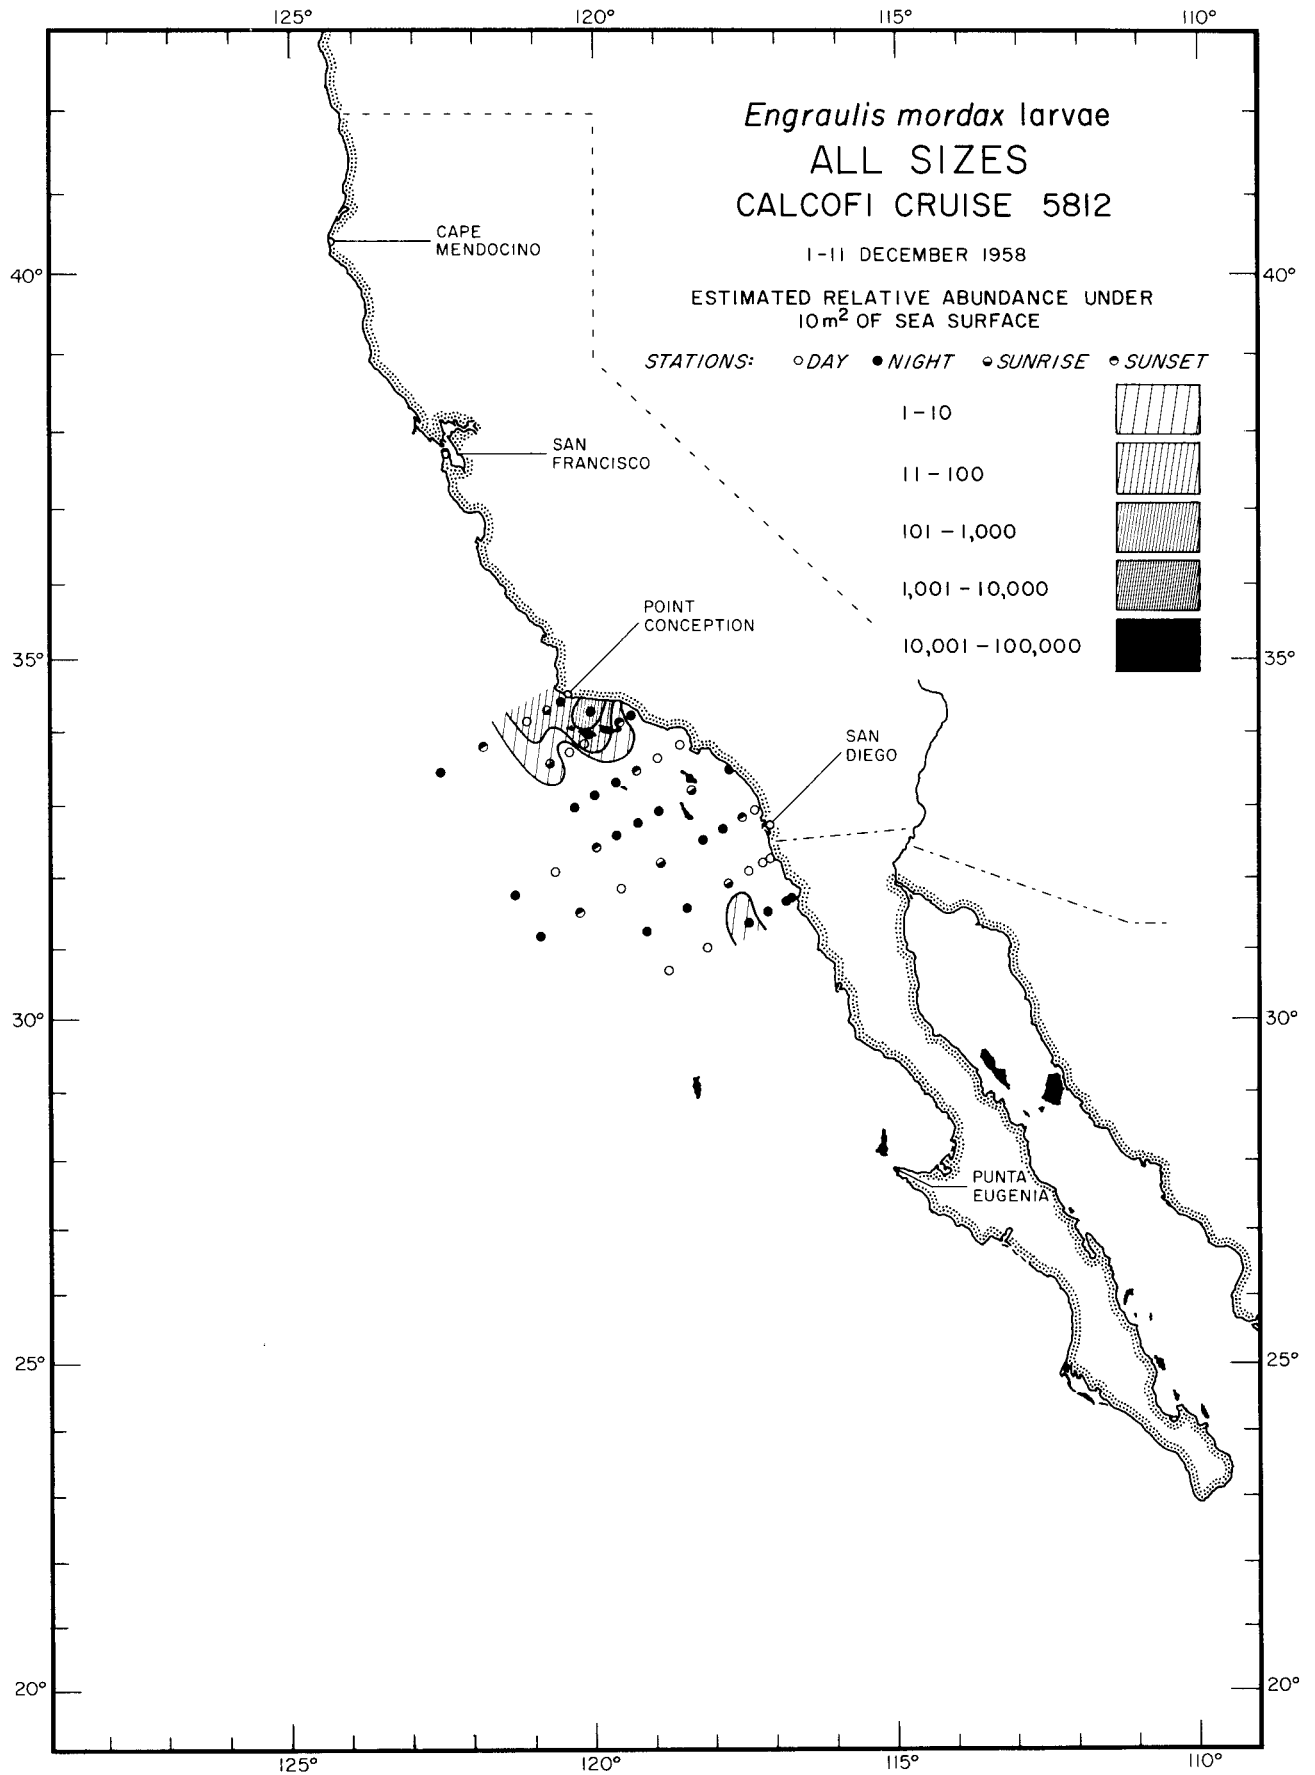 125° 120° 115° 110°
Engraulis mordax larvae
ALL SIZES
CALCOFI CRUISE 5812
1-11 DECEMBER 1958
ESTIMATED RELATIVE ABUNDANCE UNDER
10m² OF SEA SURFACE
STATIONS: DAY NIGHT SUNRISE SUNSET
1-10
11-100
101-1,000
1,001-10,000
10,001-100,000
CAPE
MENDOCINO
40° 40°
SAN
FRANCISCO
POINT
CONCEPTION
35° 35°
SAN
DIEGO
30° 30°
PUNTA
EUGENIA
25° 25°
20° 20°
125° 120° 115° 110°